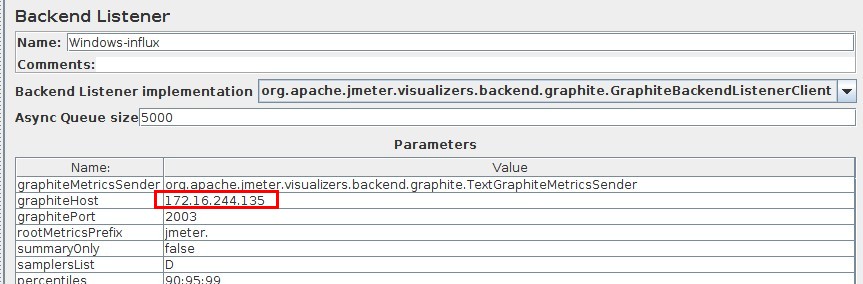 Backend Listener
Name: Windows-influx
Comments:
Backend Listener implementation org.apache.jmeter.visualizers.backend.graphite.GraphiteBackendListenerClient
Async Queue size 5000
Parameters
Name: Value
graphiteMetricsSender org.apache.jmeter.visualizers.backend.graphite.TextGraphiteMetricsSender
graphiteHost 172.16.244.135
graphitePort 2003
rootMetricsPrefix jmeter.
summaryOnly false
samplersList D
percentiles 90;95;99